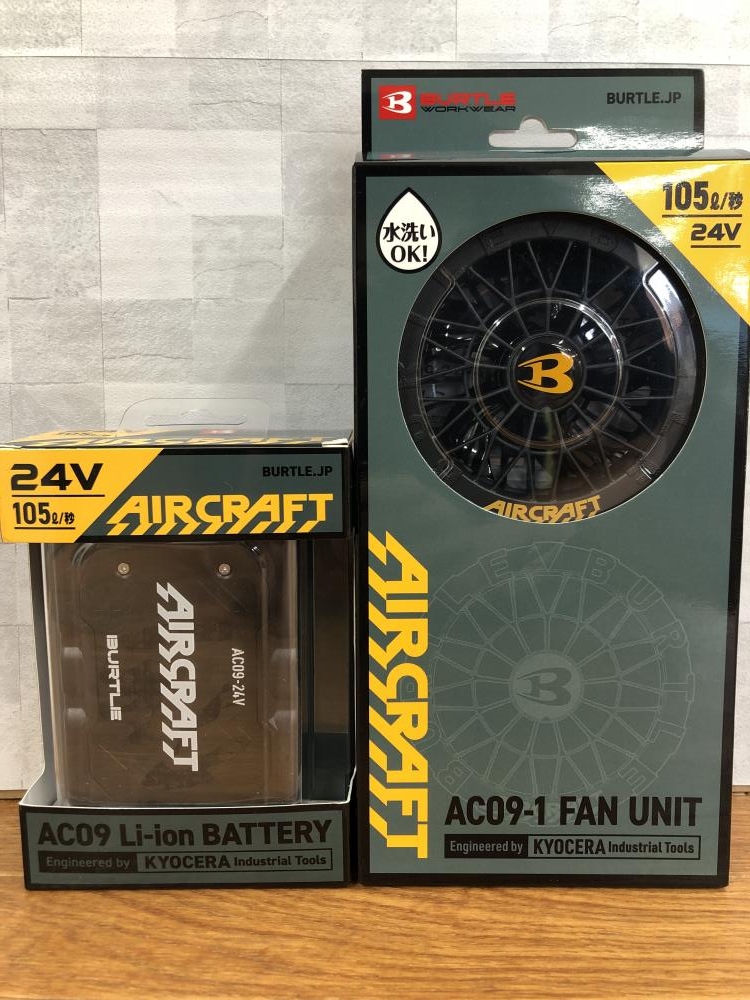 BURTLE
WORKWEAR
BURTLE.JP
水洗い
OK!
105ℓ/秒
24V
AIRCRAFT
AIRCRAFT
AC09-1 FAN UNIT
Engineered by KYOCERA Industrial Tools
24V
105ℓ/秒
BURTLE.JP
AIRCRAFT
AC09-24V
AIRCRAFT
BURTLE
AC09 Li-ion BATTERY
Engineered by KYOCERA Industrial Tools